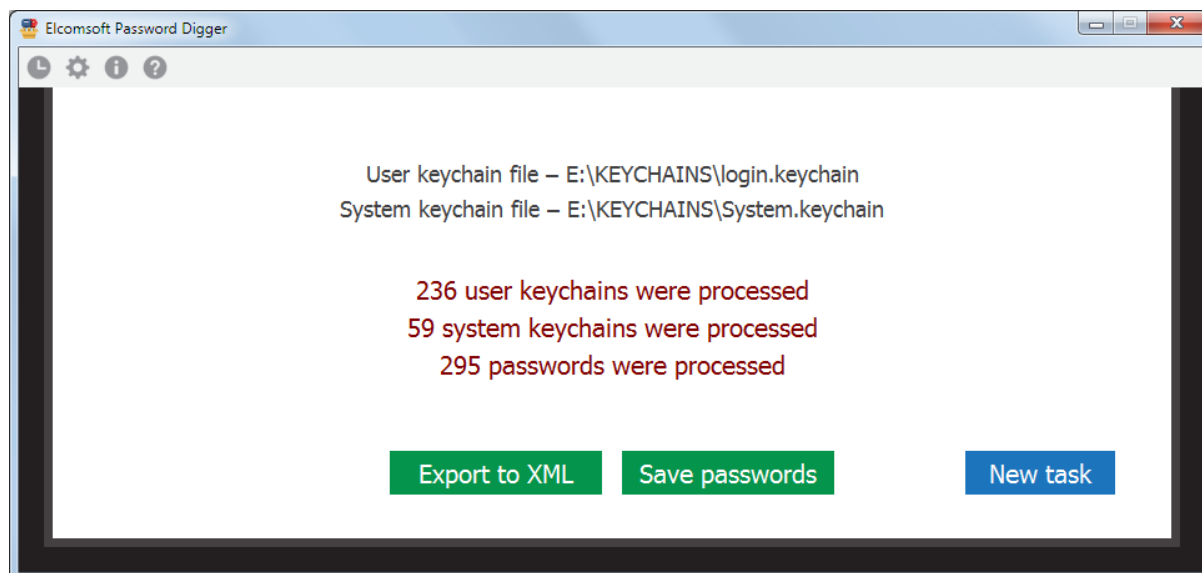 Elcomsoft Password Digger
User keychain file – E:\KEYCHAINS\login.keychain
System keychain file – E:\KEYCHAINS\System.keychain
236 user keychains were processed
59 system keychains were processed
295 passwords were processed
Export to XML Save passwords New task